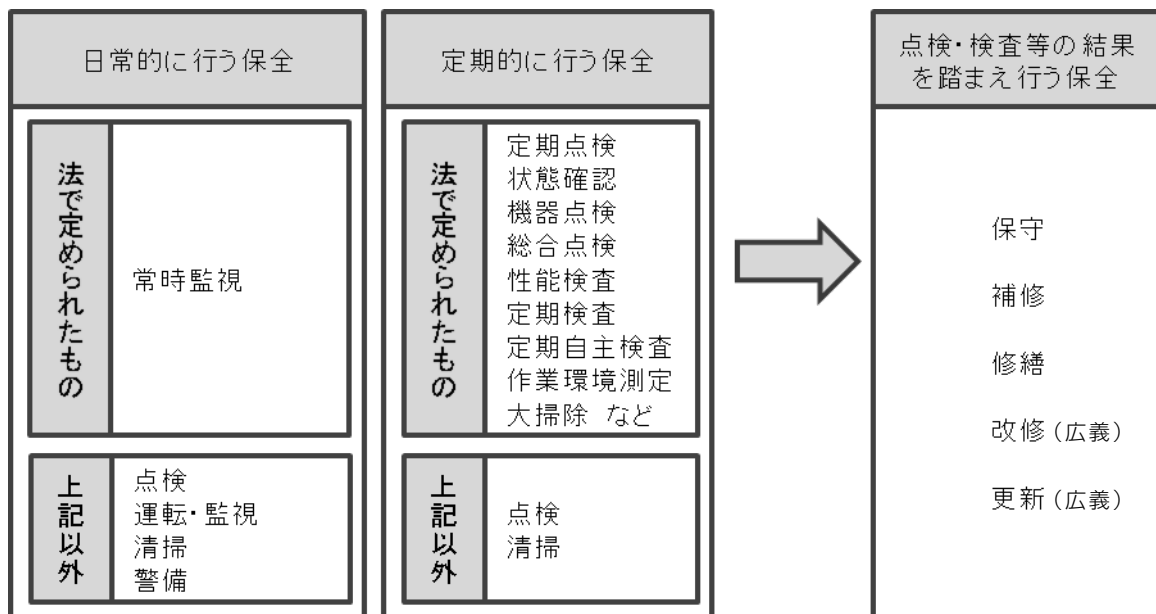 日常的に行う保全
法で定められたもの
常時監視
上記以外
点検
運転・監視
清掃
警備
定期的に行う保全
法で定められたもの
定期点検
状態確認
機器点検
総合点検
性能検査
定期検査
定期自主検査
作業環境測定
大掃除 など
上記以外
点検
清掃
点検・検査等の結果
を踏まえ行う保全
保守
補修
修繕
改修(広義)
更新(広義)